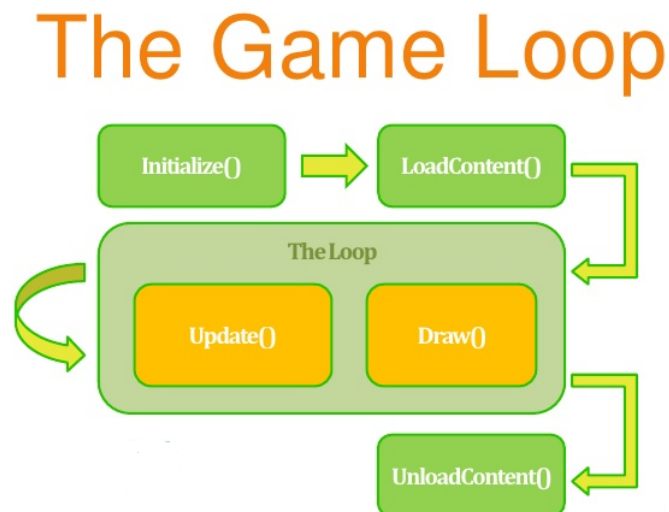 The Game Loop
Initialize()
LoadContent()
The Loop
Update()
Draw()
UnloadContent()